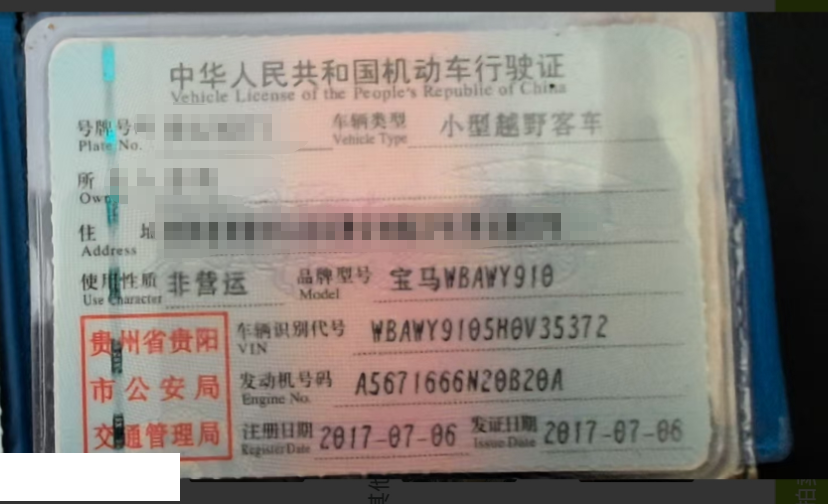 中华人民共和国机动车行驶证
Vehicle License of the People's Republic of China
号牌号 车辆类型 小型越野客车
Plate No. Vehicle Type
所
Own
住 址
Address
使用性质 非营运 品牌型号 宝马WBAWY910
Use Character Model
贵州省贵阳 车辆识别代号 WBAWY9105H0V35372
VIN
市公安局 发动机号码 A5671666N20B20A
Engine No.
交通管理局 注册日期 2017-07-06 发证日期 2017-07-06
Register Date Issue Date
其代